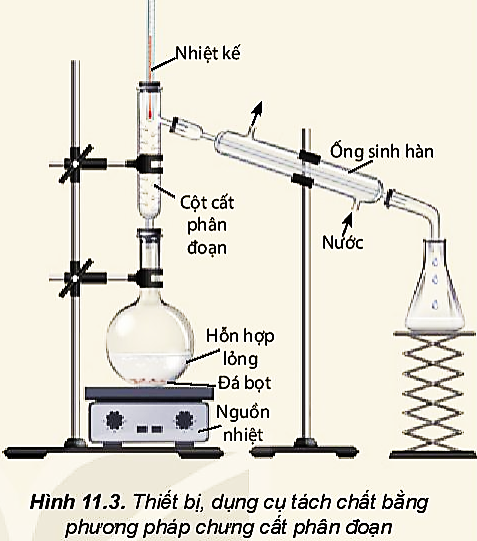 Nhiệt kế
Ống sinh hàn
Cột cất
phân
đoạn
Nước
Hỗn hợp
lỏng
Đá bọt
Nguồn
nhiệt
Hình 11.3. Thiết bị, dụng cụ tách chất bằng
phương pháp chưng cất phân đoạn